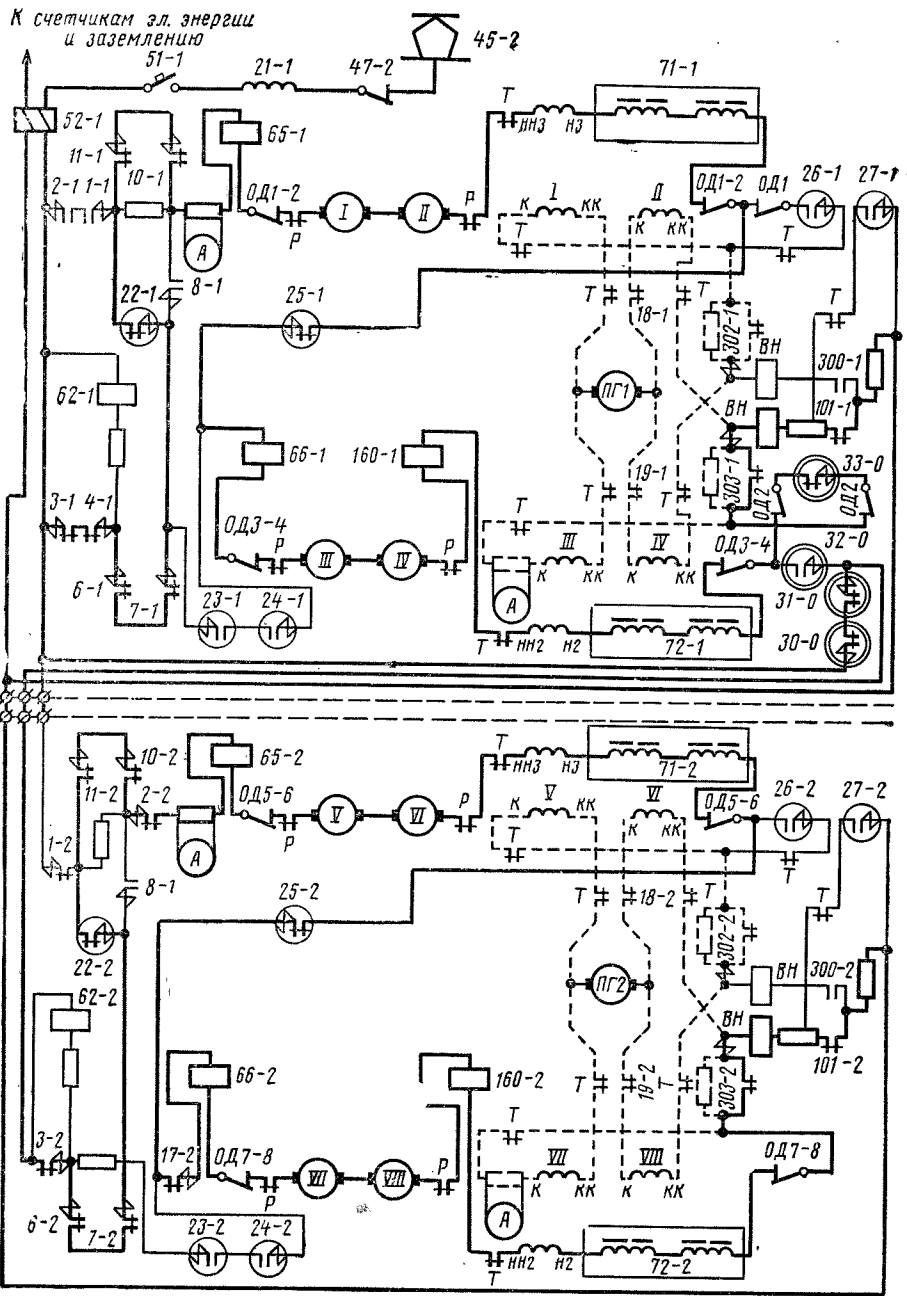 К счетчикам эл. энергии
и заземлению
45-2
51-1
21-1
47-2
71-1
52-1
65-1
Т
НН3
Н3
11-1
10-1
2-1
1-1
ОД1-2
Р
I
II
Р
А
I
К
КК
II
К
КК
ОД1-2
ОД1
26-1
27-1
Т
Т
8-1
22-1
25-1
Т
18-1
Т
Т
302-1
ВН
300-1
62-1
ПГ1
101-1
ВН
66-1
160-1
19-1
303-1
33-0
ОД2
ОД2
3-1
4-1
ОД3-4
Р
III
IV
Р
Т
Т
Т
III
К
КК
IV
К
КК
ОД3-4
32-0
31-0
А
6-1
7-1
23-1
24-1
Т
НН2
Н2
72-1
30-0
10-2
65-2
Т
НН3
Н3
71-2
11-2
2-2
ОД5-6
Р
V
VI
Р
V
К
КК
VI
К
КК
ОД5-6
26-2
27-2
А
1-2
Т
Т
8-1
25-2
Т
18-2
Т
Т
22-2
302-2
62-2
ПГ2
ВН
300-2
ВН
101-2
66-2
160-2
19-2
303-2
Т
Т
Т
3-2
17-2
ОД7-8
Р
VII
VIII
Р
VII
К
КК
VIII
К
КК
ОД7-8
6-2
7-2
23-2
24-2
А
Т
НН2
Н2
72-2